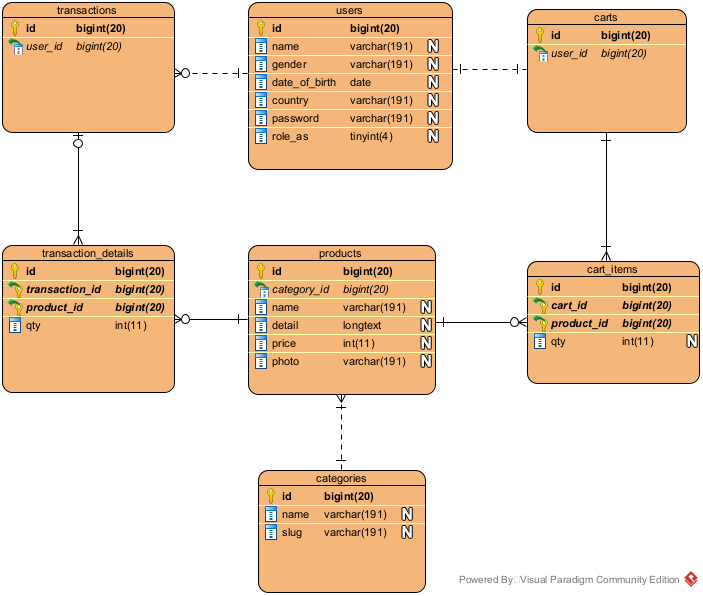 transactions
id bigint(20)
user_id bigint(20)
users
id bigint(20)
name varchar(191) N
gender varchar(191) N
date_of_birth date N
country varchar(191) N
password varchar(191) N
role_as tinyint(4) N
carts
id bigint(20)
user_id bigint(20)
transaction_details
id bigint(20)
transaction_id bigint(20)
product_id bigint(20)
qty int(11)
products
id bigint(20)
category_id bigint(20)
name varchar(191) N
detail longtext N
price int(11) N
photo varchar(191) N
cart_items
id bigint(20)
cart_id bigint(20)
product_id bigint(20)
qty int(11) N
categories
id bigint(20)
name varchar(191) N
slug varchar(191) N
Powered By Visual Paradigm Community Edition